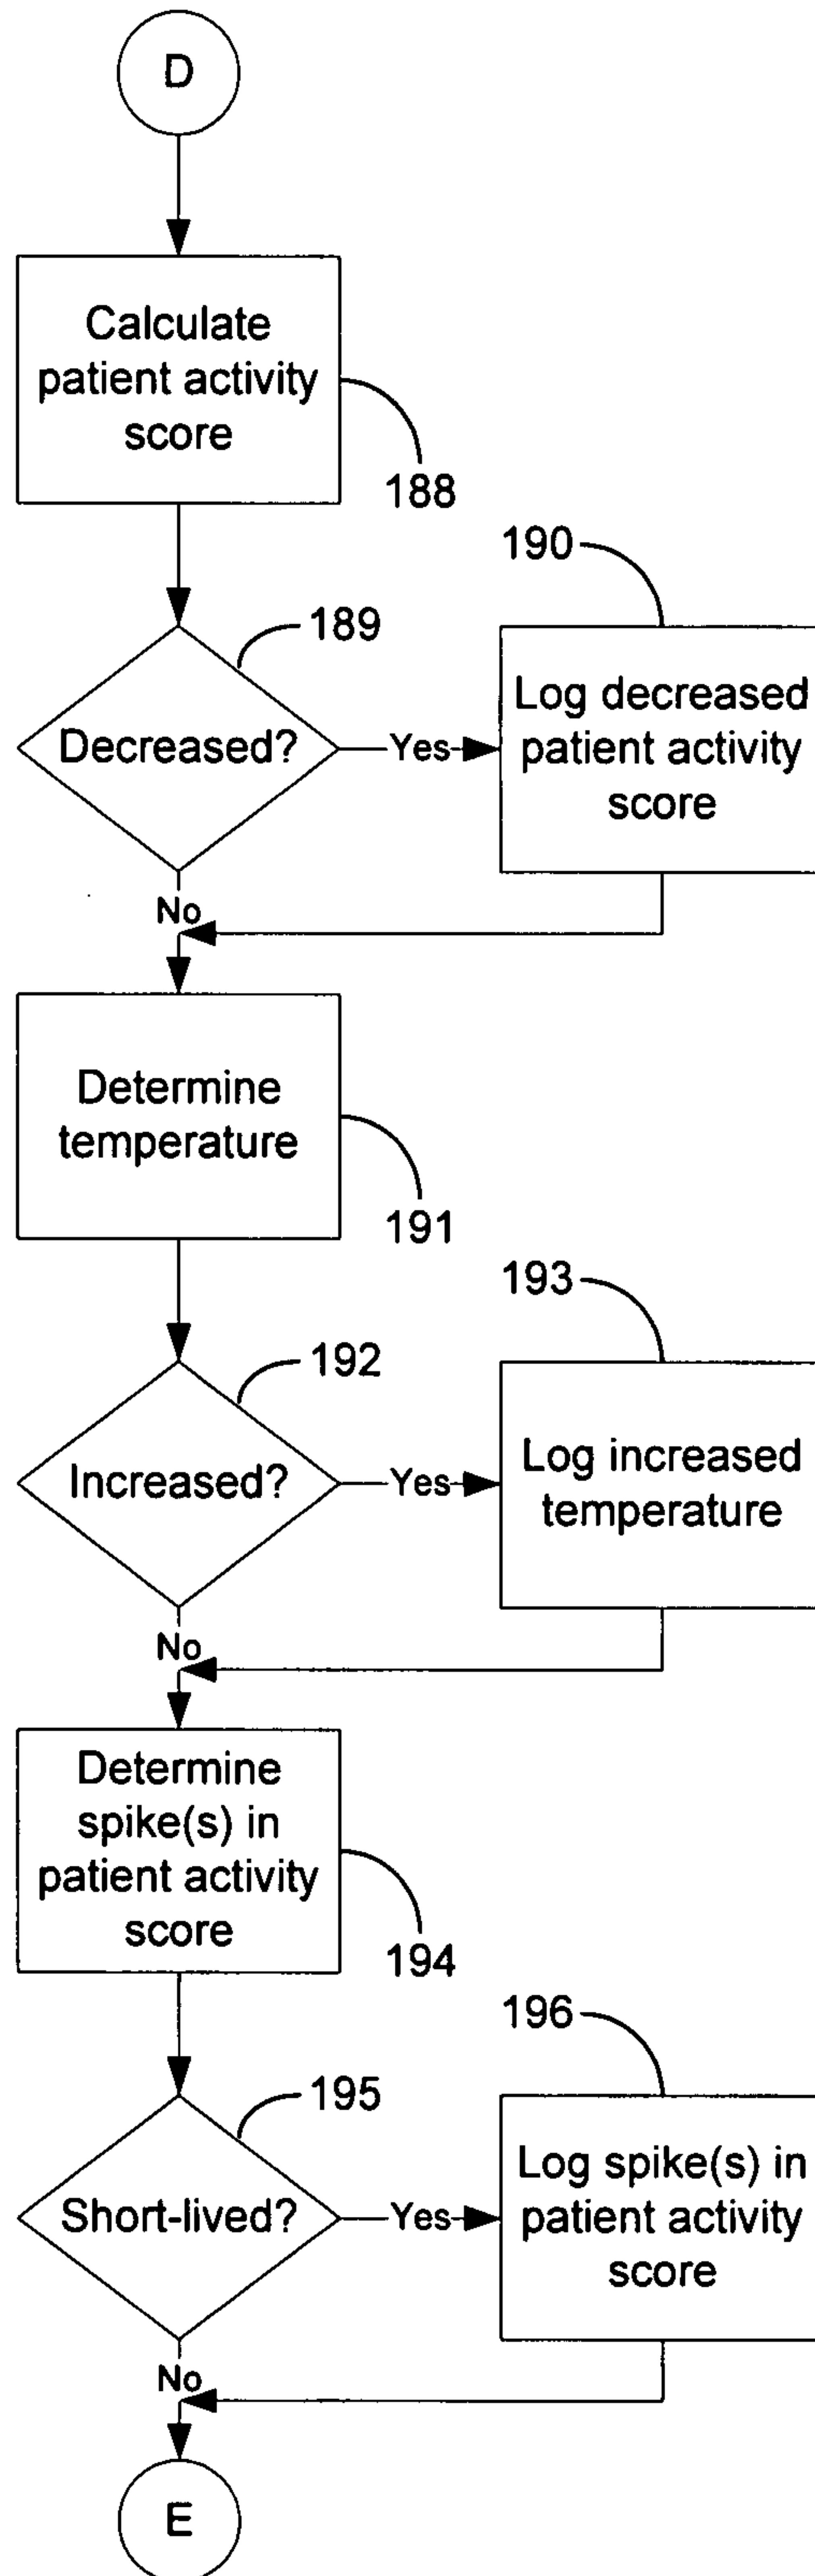 D
Calculate
patient activity
score
188
190
189
Decreased?
Yes
Log decreased
patient activity
score
No
Determine
temperature
191
193
192
Increased?
Yes
Log increased
temperature
No
Determine
spike(s) in
patient activity
score
194
196
195
Short-lived?
Yes
Log spike(s) in
patient activity
score
No
E